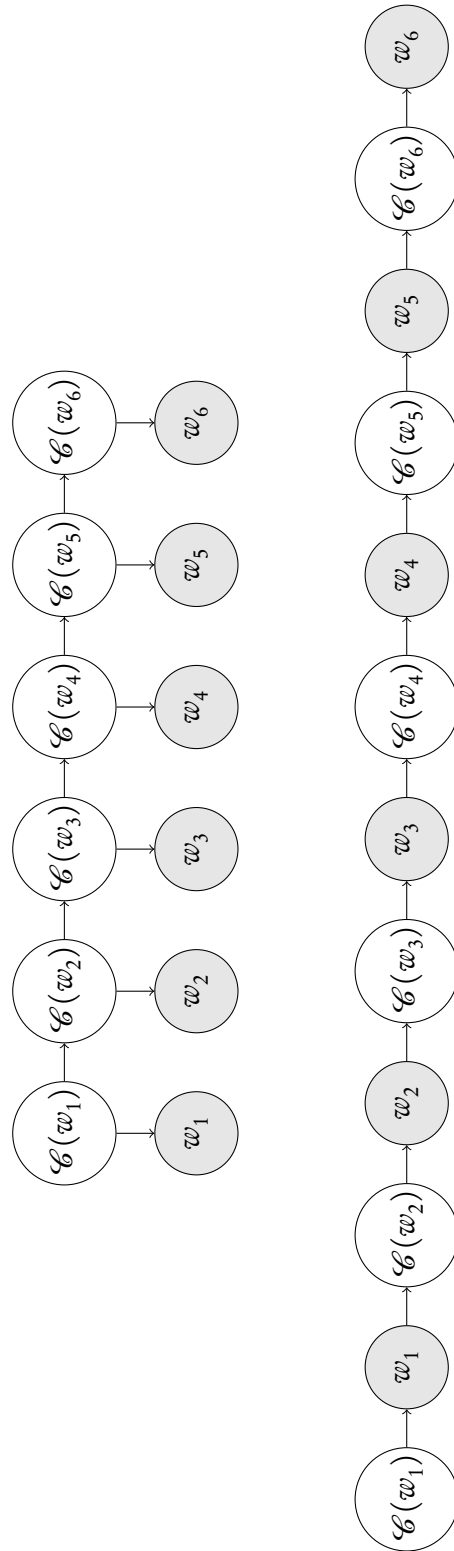 𝒞(w₁) 𝒞(w₂) 𝒞(w₃) 𝒞(w₄) 𝒞(w₅) 𝒞(w₆)
w₁ w₂ w₃ w₄ w₅ w₆
𝒞(w₁) w₁ 𝒞(w₂) w₂ 𝒞(w₃) w₃ 𝒞(w₄) w₄ 𝒞(w₅) w₅ 𝒞(w₆) w₆